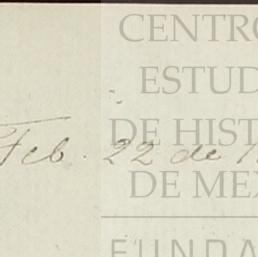 CENTRO
ESTUD
DE HIST
Feb. 22 de 1
DE MEX
FUNDA